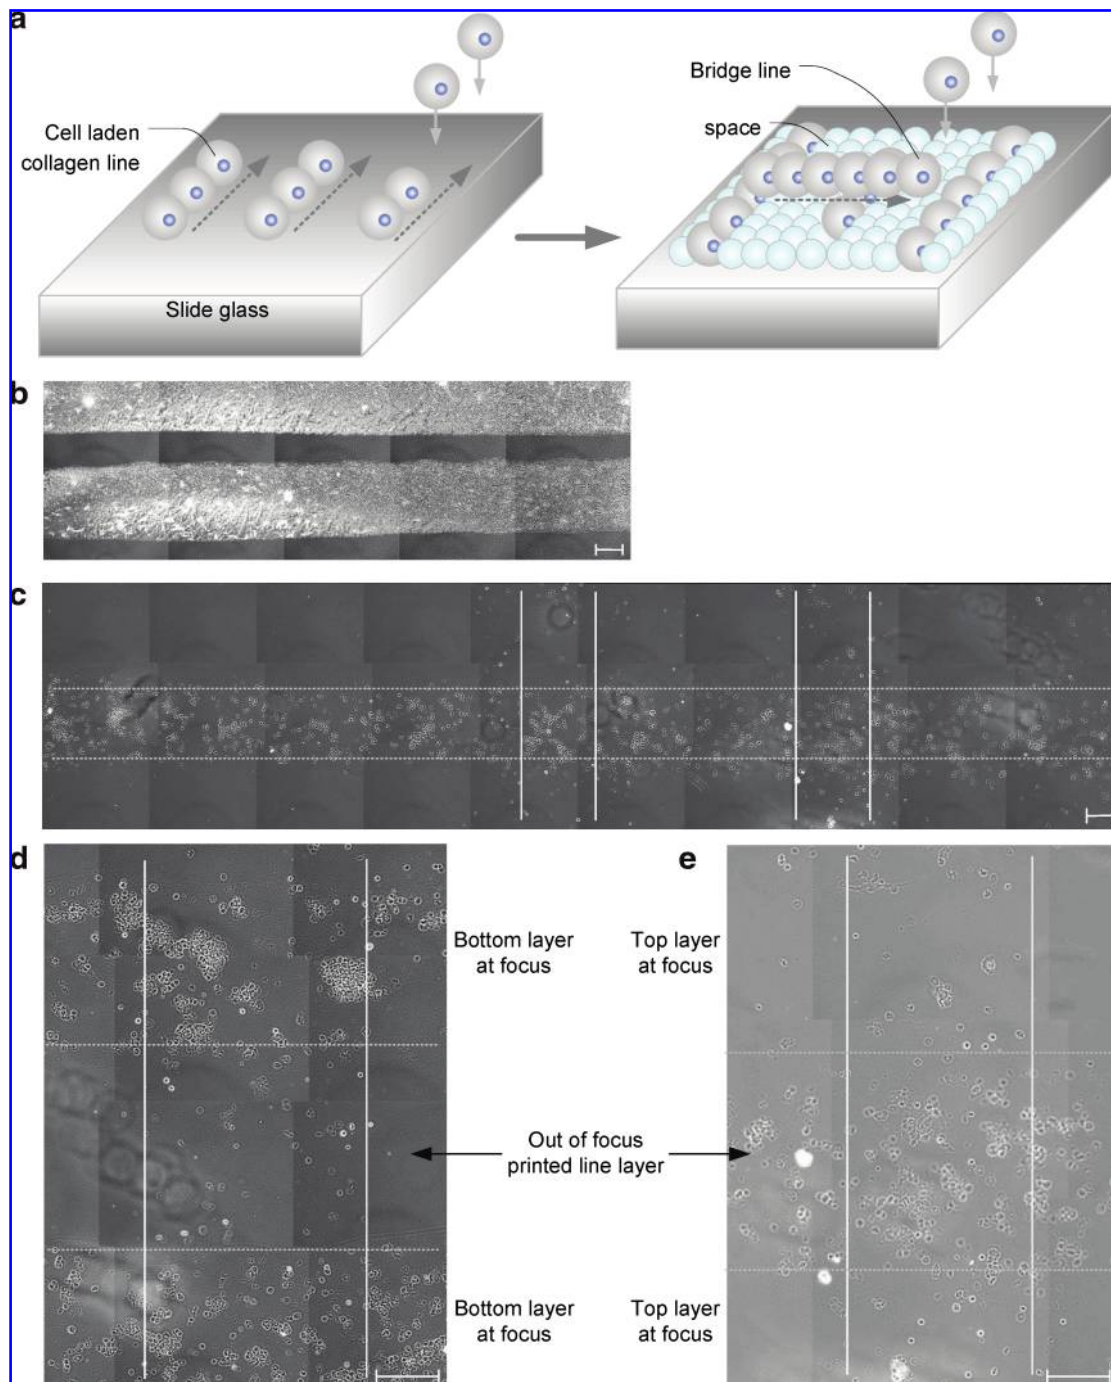 a
Cell laden
collagen line
Slide glass
Bridge line
space
b
c
d
e
Bottom layer
at focus
Top layer
at focus
Out of focus
printed line layer
Bottom layer
at focus
Top layer
at focus